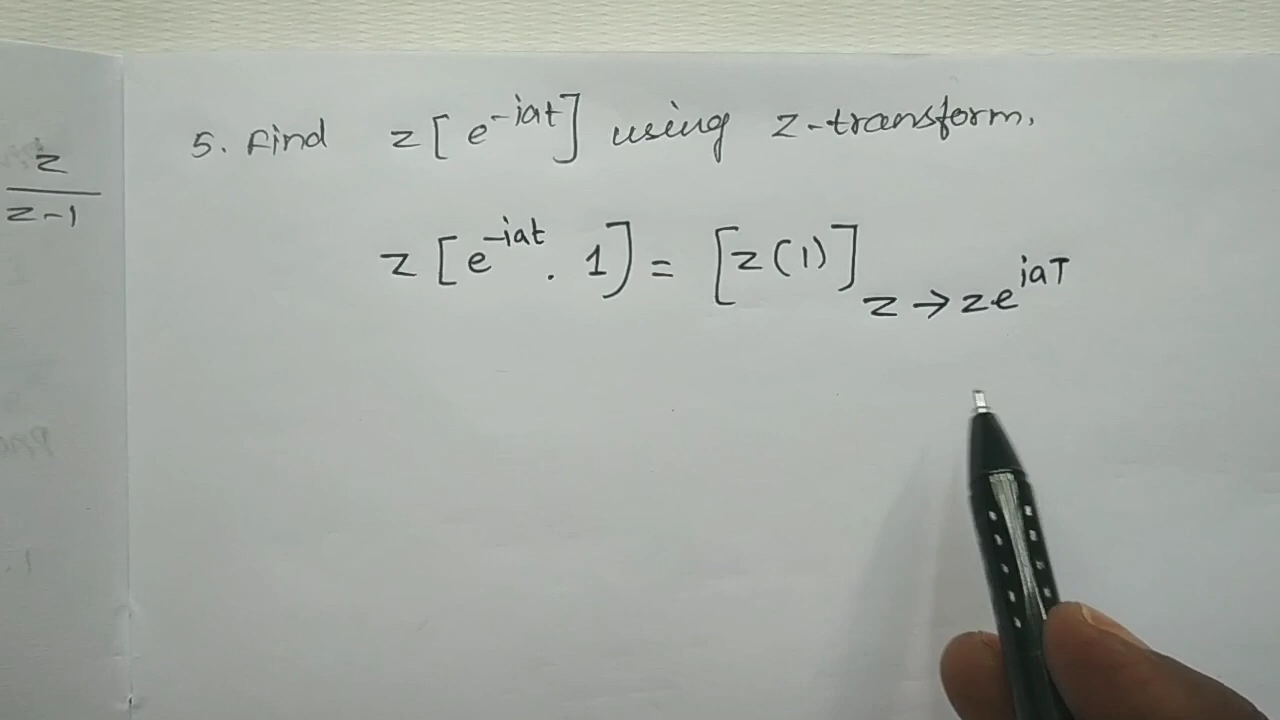 z
z-1
5. Find z[e^-iat] using z-transform.
z[e^-iat . 1] = [z(1)] z→ze^iaT